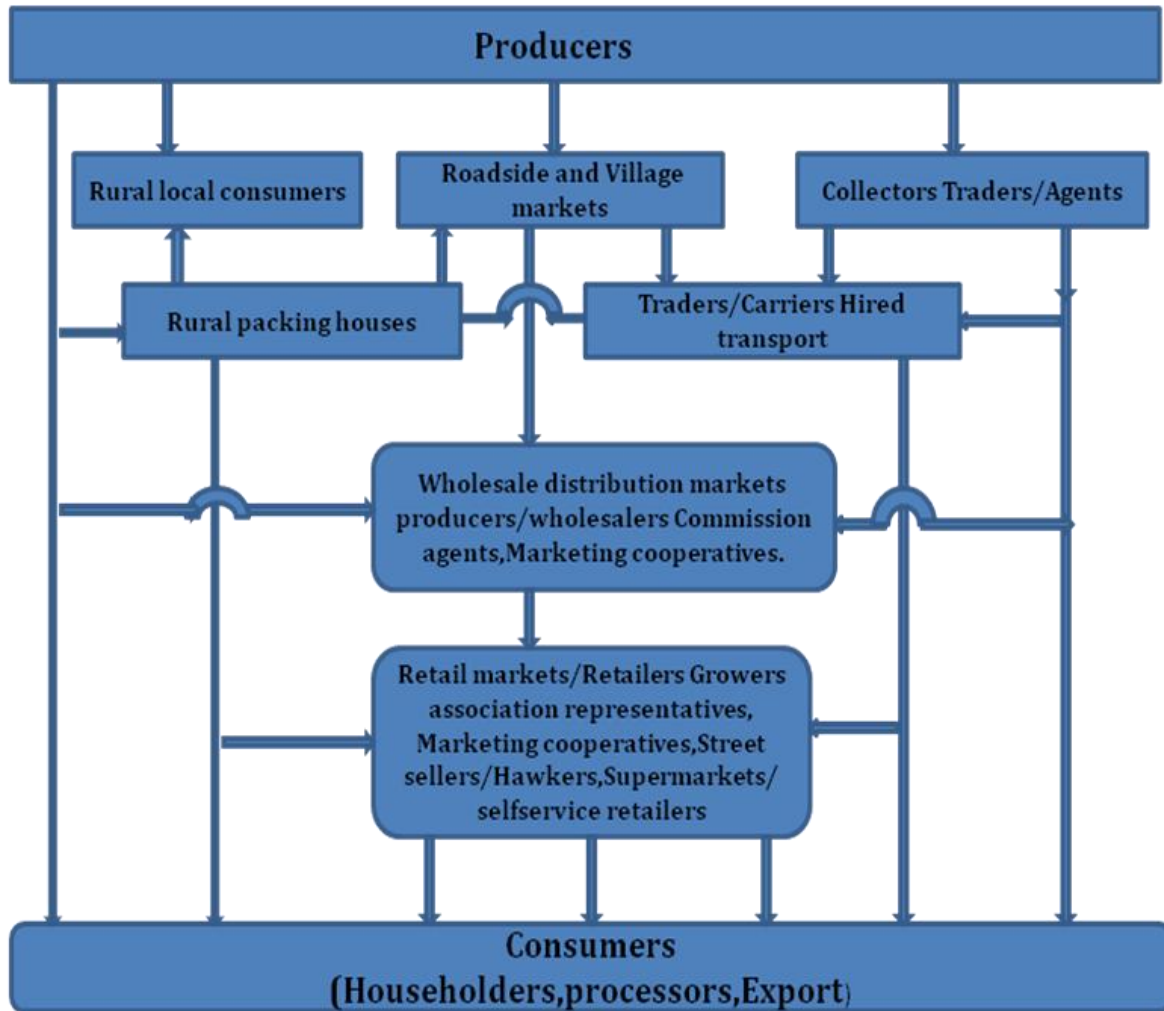 Producers
Rural local consumers
Roadside and Village
markets
Collectors Traders/Agents
Rural packing houses
Traders/Carriers Hired
transport
Wholesale distribution markets
producers/wholesalers Commission
agents,Marketing cooperatives.
Retail markets/Retailers Growers
association representatives,
Marketing cooperatives,Street
sellers/Hawkers,Supermarkets/
selfservice retailers
Consumers
(Householders,processors,Export)